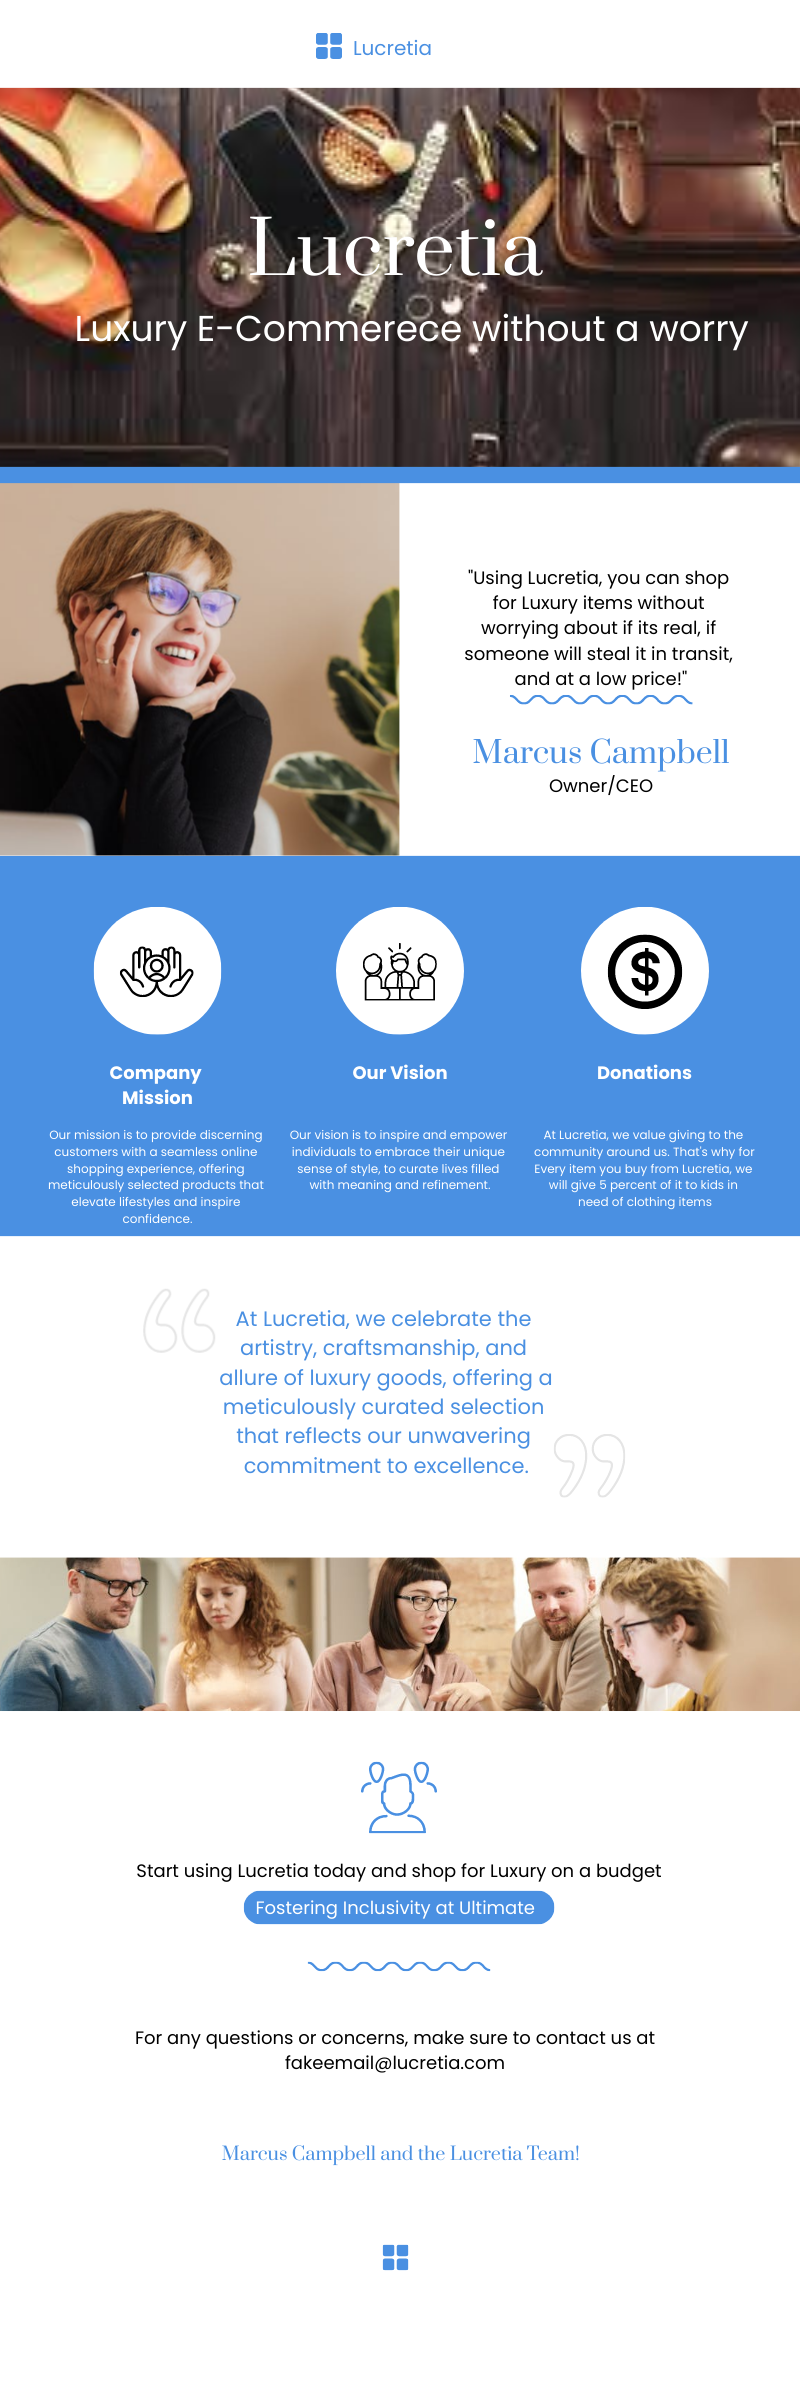 Lucretia
Lucretia
Luxury E-Commerece without a worry
"Using Lucretia, you can shop
for Luxury items without
worrying about if its real, if
someone will steal it in transit,
and at a low price!"
Marcus Campbell
Owner/CEO
Company
Mission
Our mission is to provide discerning
customers with a seamless online
shopping experience, offering
meticulously selected products that
elevate lifestyles and inspire
confidence.
Our Vision
Our vision is to inspire and empower
individuals to embrace their unique
sense of style, to curate lives filled
with meaning and refinement.
Donations
At Lucretia, we value giving to the
community around us. That's why for
Every item you buy from Lucretia, we
will give 5 percent of it to kids in
need of clothing items
At Lucretia, we celebrate the
artistry, craftsmanship, and
allure of luxury goods, offering a
meticulously curated selection
that reflects our unwavering
commitment to excellence.
Start using Lucretia today and shop for Luxury on a budget
Fostering Inclusivity at Ultimate
For any questions or concerns, make sure to contact us at
fakeemail@lucretia.com
Marcus Campbell and the Lucretia Team!